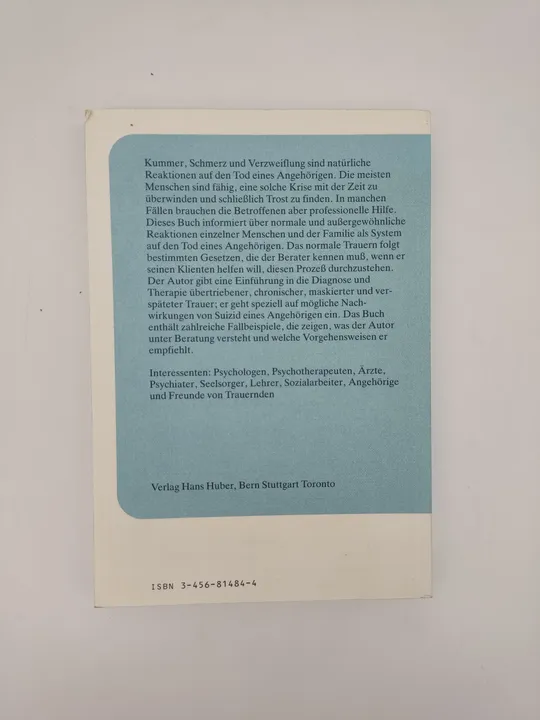 Kummer, Schmerz und Verzweiflung sind natürliche
Reaktionen auf den Tod eines Angehörigen. Die meisten
Menschen sind fähig, eine solche Krise mit der Zeit zu
überwinden und schließlich Trost zu finden. In manchen
Fällen brauchen die Betroffenen aber professionelle Hilfe.
Dieses Buch informiert über normale und außergewöhnliche
Reaktionen einzelner Menschen und der Familie als System
auf den Tod eines Angehörigen. Das normale Trauern folgt
bestimmten Gesetzen, die der Berater kennen muß, wenn er
seinen Klienten helfen will, diesen Prozeß durchzustehen.
Der Autor gibt eine Einführung in die Diagnose und
Therapie übertriebener, chronischer, maskierter und ver-
späteter Trauer; er geht speziell auf mögliche Nach-
wirkungen von Suizid eines Angehörigen ein. Das Buch
enthält zahlreiche Fallbeispiele, die zeigen, was der Autor
unter Beratung versteht und welche Vorgehensweisen er
empfiehlt.
Interessenten: Psychologen, Psychotherapeuten, Ärzte,
Psychiater, Seelsorger, Lehrer, Sozialarbeiter, Angehörige
und Freunde von Trauernden
Verlag Hans Huber, Bern Stuttgart Toronto
ISBN 3-456-81484-4